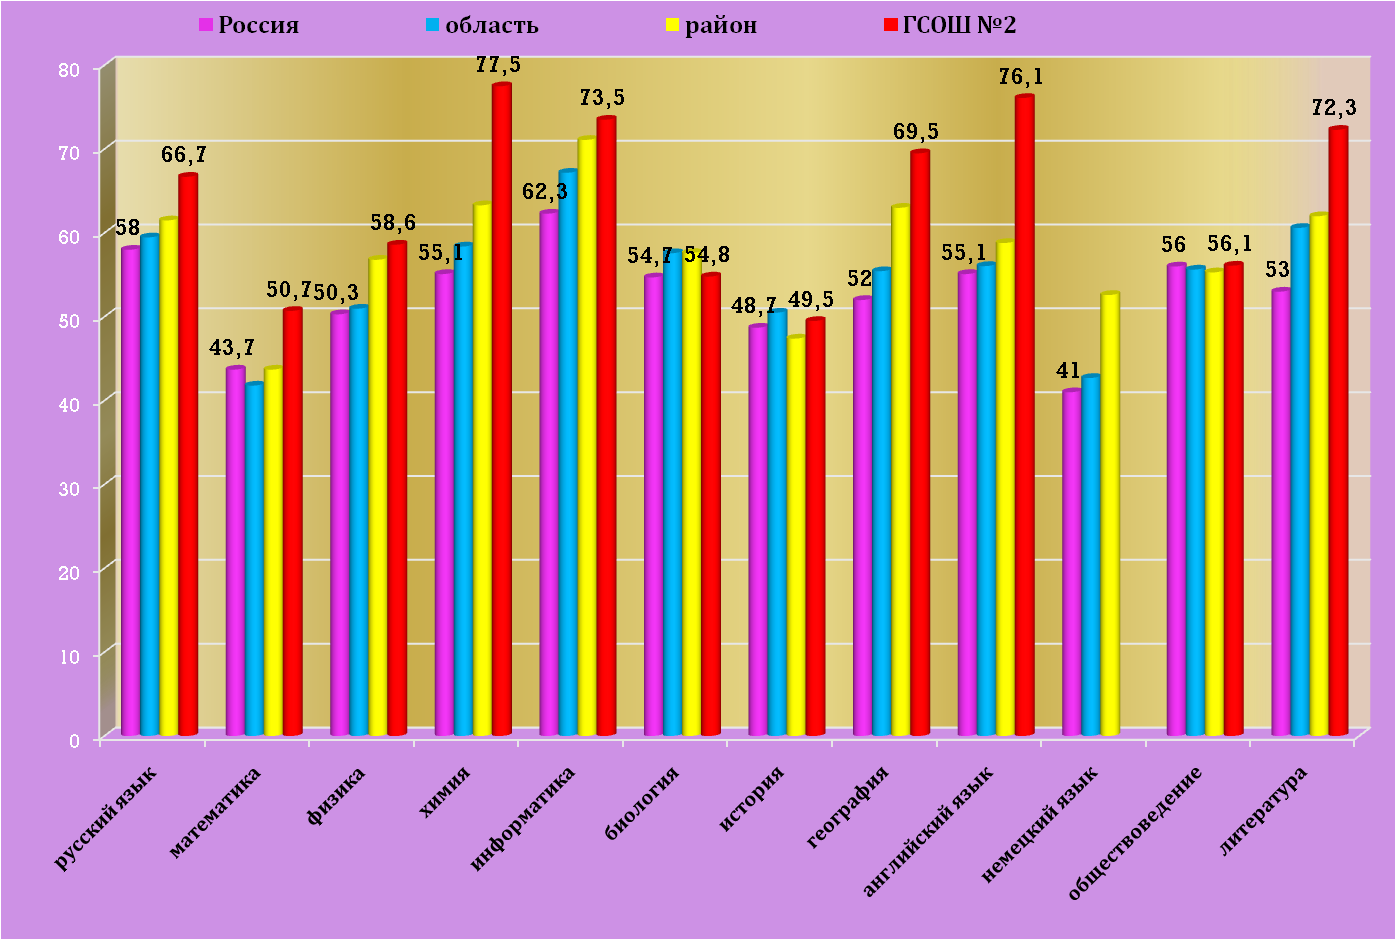 Россия область район ГСОШ №2
80
70
60
50
40
30
20
10
0
58 66,7
43,7 50,7
50,3 58,6
55,1 77,5
62,3 73,5
54,7 54,8
48,7 49,5
52 69,5
55,1 76,1
41
56 56,1
53 72,3
русский язык
математика
физика
химия
информатика
биология
история
география
английский язык
немецкий язык
обществоведение
литература